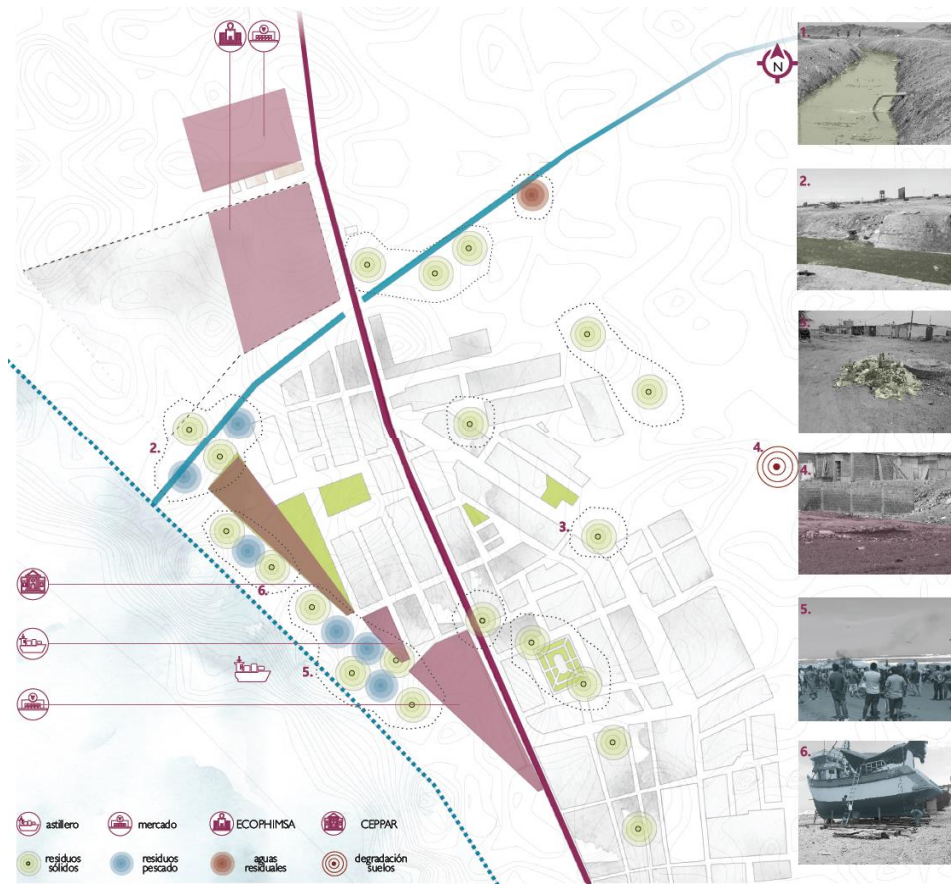 N
1.
2.
3.
4.
4.
5.
6.
2.
3.
6.
5.
astillero
mercado
ECOPHIMSA
CEPPAR
residuos
sólidos
residuos
pescado
aguas
residuales
degradación
suelos